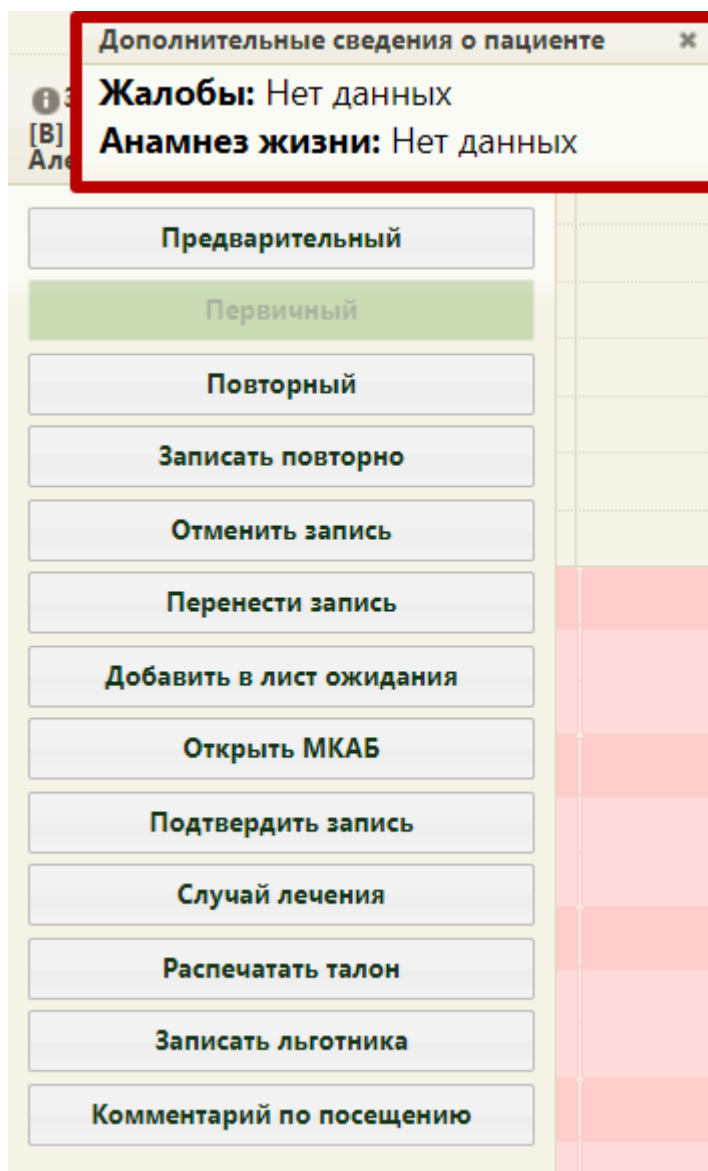 Дополнительные сведения о пациенте
Жалобы: Нет данных
[В]
Анамнез жизни: Нет данных
Предварительный
Первичный
Повторный
Записать повторно
Отменить запись
Перенести запись
Добавить в лист ожидания
Открыть МКАБ
Подтвердить запись
Случай лечения
Распечатать талон
Записать льготника
Комментарий по посещению